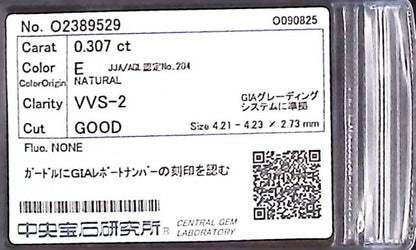 No. O2389529 O090825
Carat 0.307 ct
Color E JJA/AGL認定No.204
ColorOrigin NATURAL
Clarity VVS-2 GIAグレーディングシステムに準拠
Cut GOOD Size 4.21 - 4.23 × 2.73 mm
Fluo. NONE
ガードルにGIAレポートナンバーの刻印を認む
中央宝石研究所® CENTRAL GEM LABORATORY